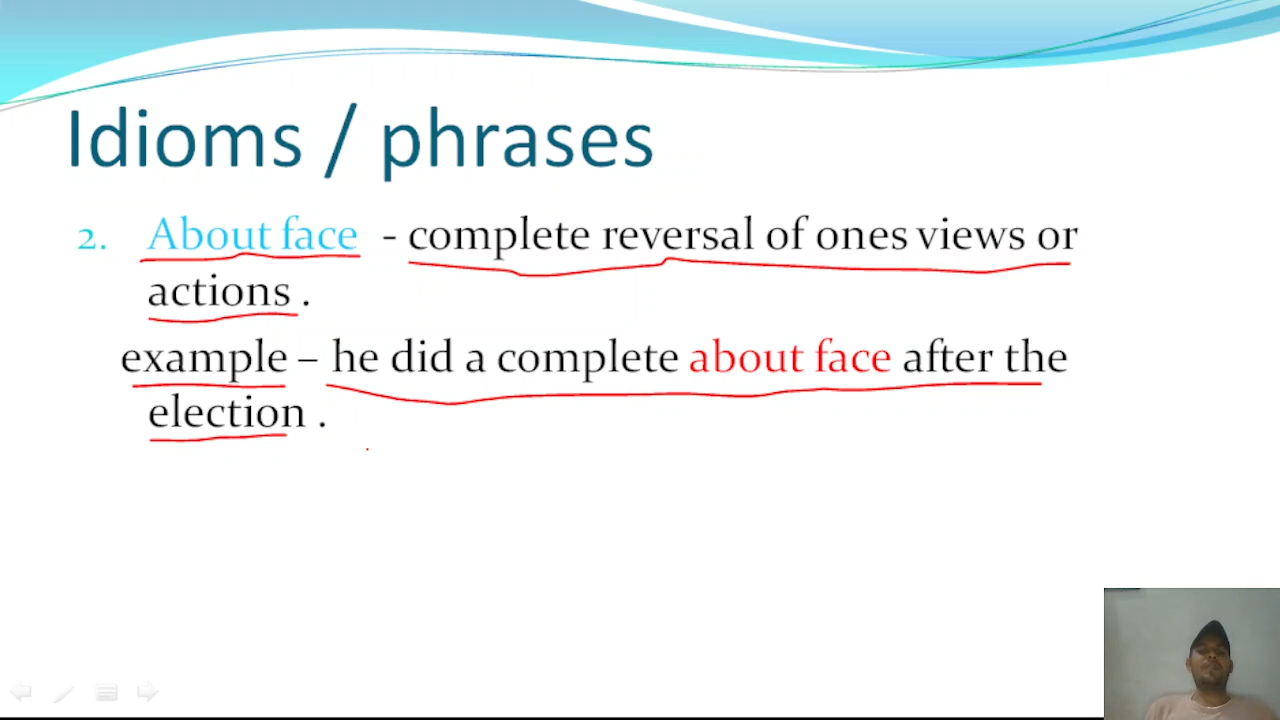 Idioms / phrases
2. About face - complete reversal of ones views or
actions .
example – he did a complete about face after the
election .